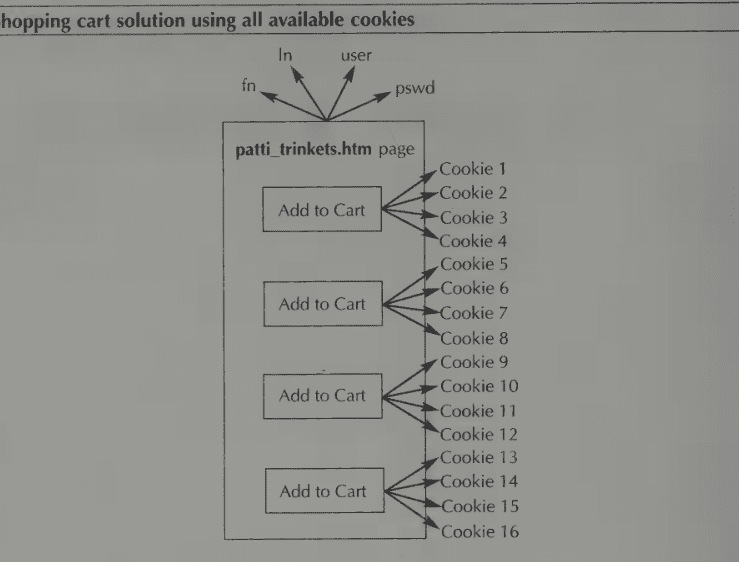 hopping cart solution using all available cookies
ln user
fn pswd
patti_trinkets.htm page
Cookie 1
Cookie 2
Add to Cart
Cookie 3
Cookie 4
Cookie 5
Cookie 6
Add to Cart
Cookie 7
Cookie 8
Cookie 9
Cookie 10
Add to Cart
Cookie 11
Cookie 12
Cookie 13
Cookie 14
Add to Cart
Cookie 15
Cookie 16